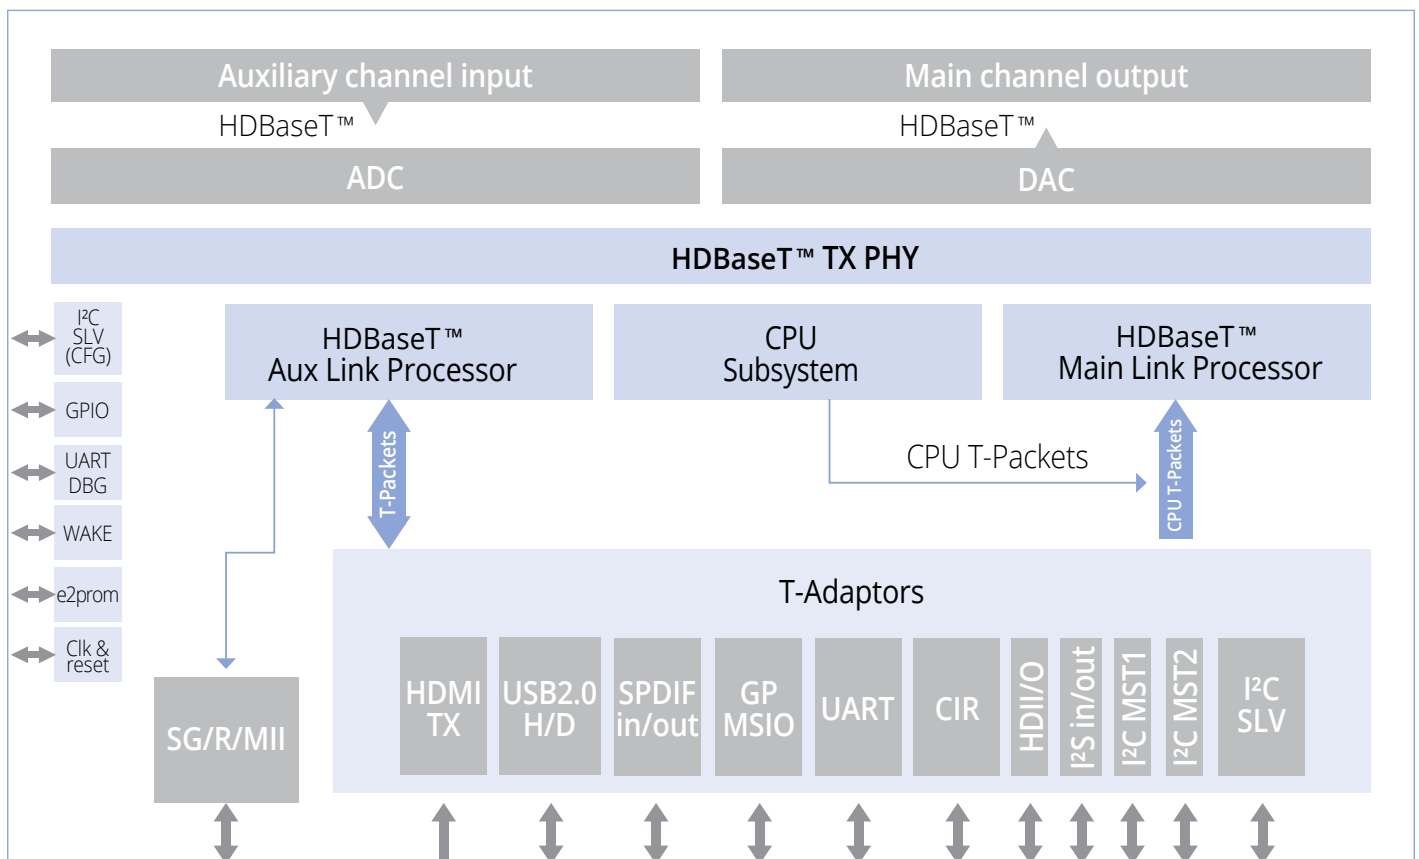 Auxiliary channel input
Main channel output
HDBaseT™
HDBaseT™
ADC
DAC
HDBaseT™ TX PHY
I²C
SLV
(CFG)
GPIO
UART
DBG
WAKE
e2prom
Clk &
reset
HDBaseT™
Aux Link Processor
CPU
Subsystem
HDBaseT™
Main Link Processor
T-Packets
CPU T-Packets
CPU T-Packets
T-Adaptors
SG/R/MII
HDMI
TX
USB2.0
H/D
SPDIF
in/out
GP
MSIO
UART
CIR
HDII/O
I²S in/out
I²C MST1
I²C MST2
I²C
SLV